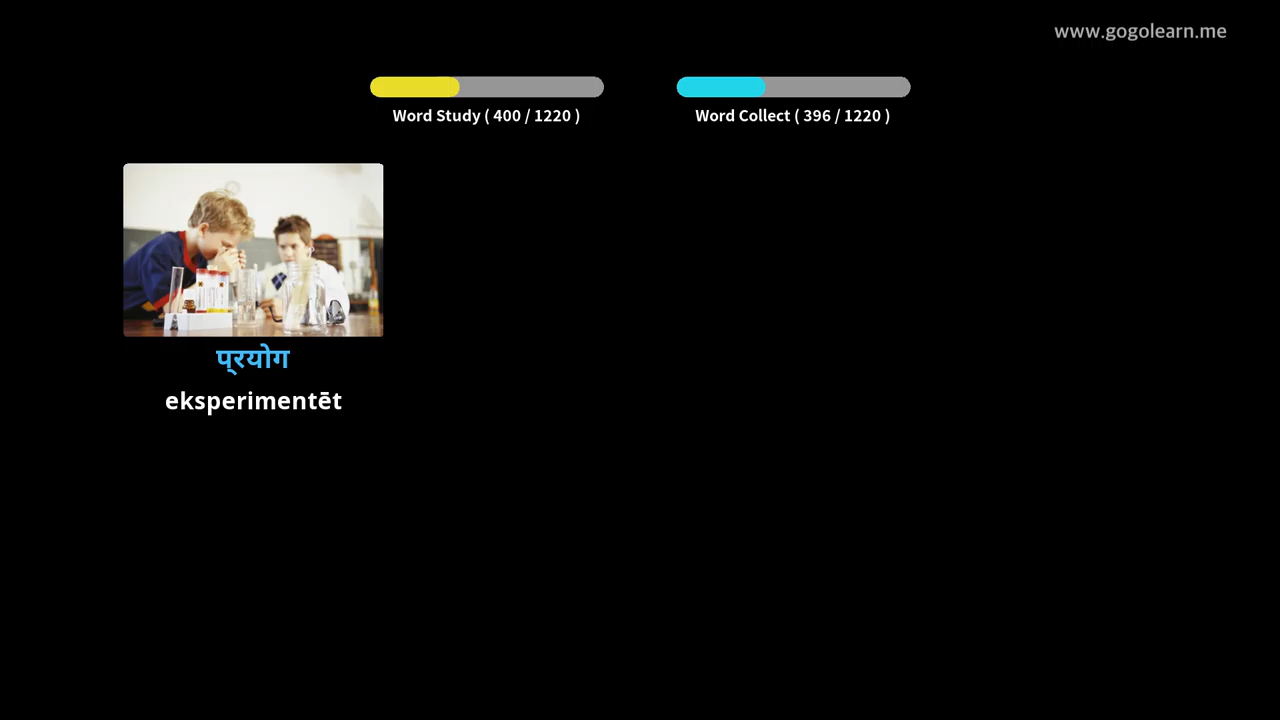 www.gogolearn.me
Word Study ( 400 / 1220 )
Word Collect ( 396 / 1220 )
प्रयोग
eksperimentēt